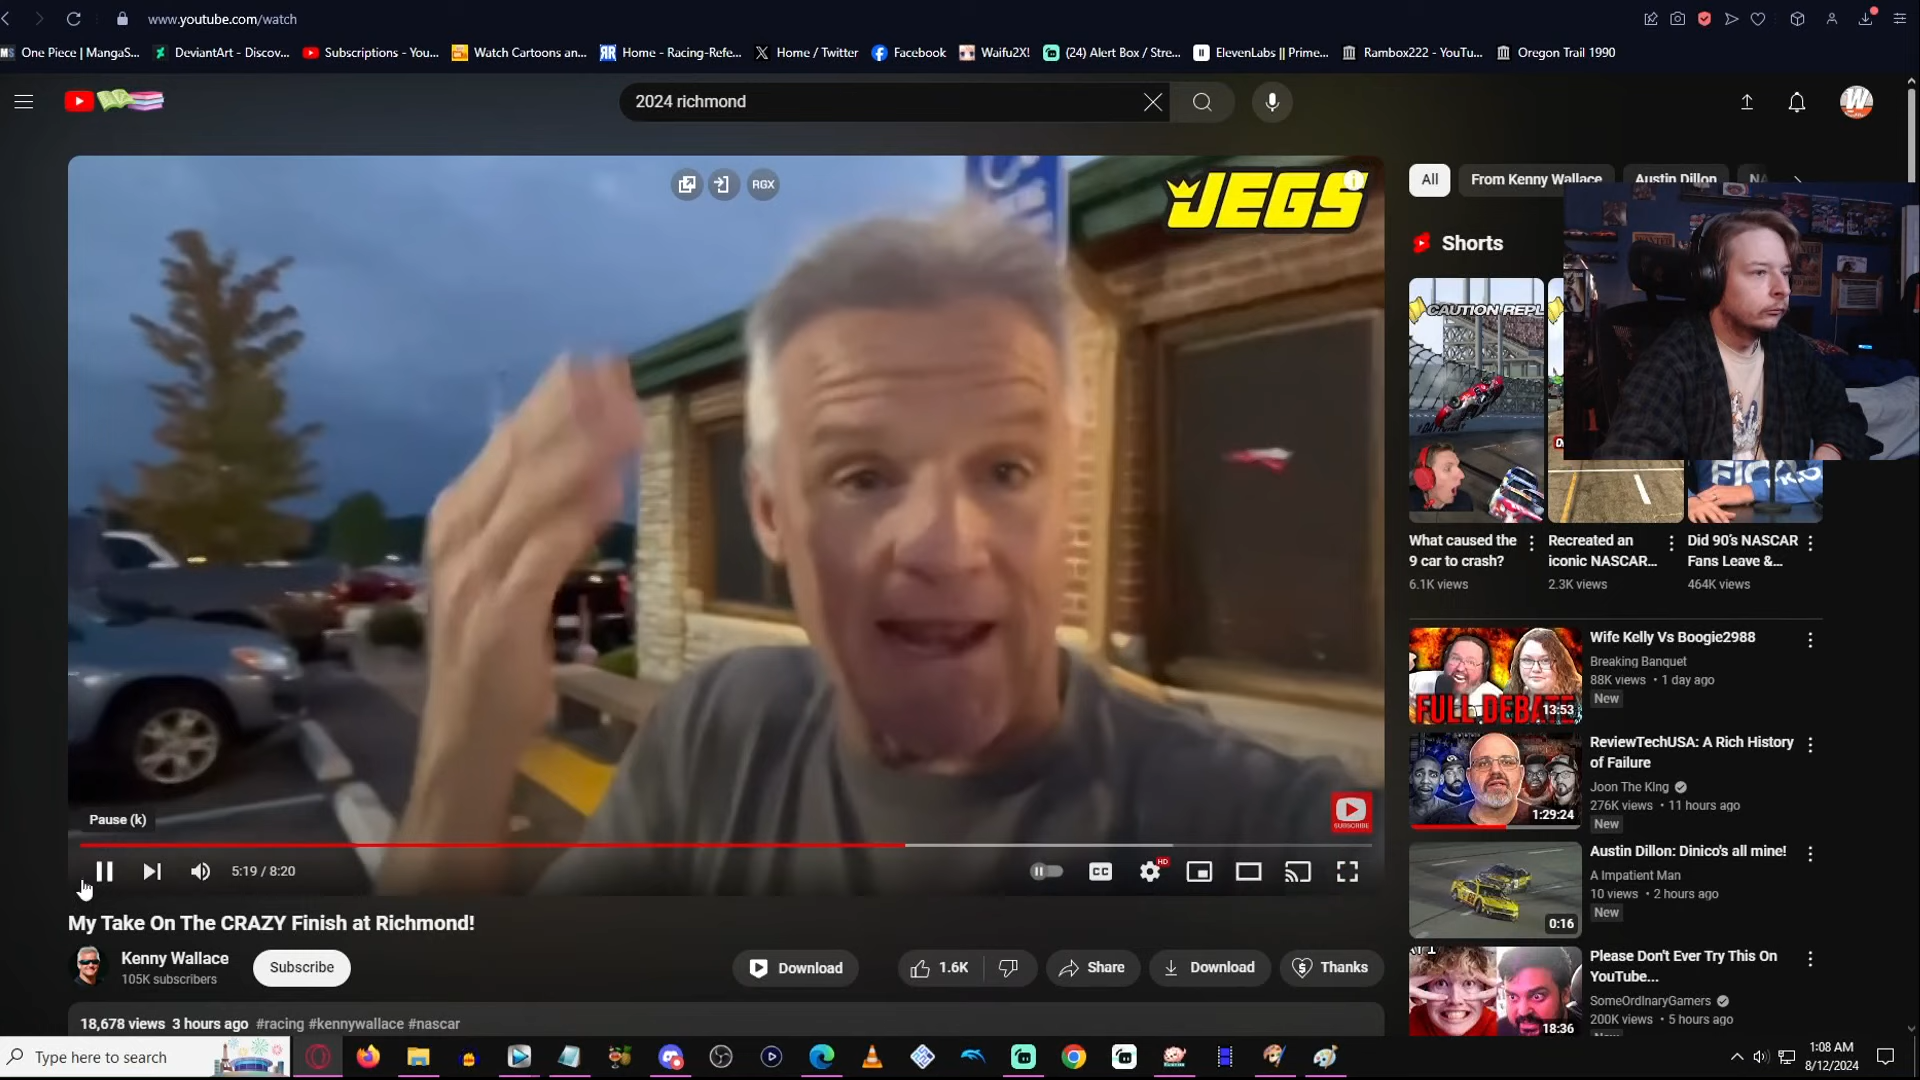 www.youtube.com/watch
One Piece | MangaS...
DeviantArt - Discov...
Subscriptions - You...
Watch Cartoons an...
Home - Racing-Refe...
Home / Twitter
Facebook
Waifu2X!
(24) Alert Box / Stre...
ElevenLabs || Prime...
Rambox222 - YouTu...
Oregon Trail 1990
2024 richmond
RGX
JEGS
All
From Kenny Wallace
Austin Dillon
Shorts
CAUTION REPL
What caused the
9 car to crash?
6.1K views
Recreated an
iconic NASCAR...
2.3K views
Did 90's NASCAR
Fans Leave &...
464K views
Wife Kelly Vs Boogie2988
Breaking Banquet
88K views • 1 day ago
New
FULL DEBATE
13:53
ReviewTechUSA: A Rich History
of Failure
Joon The King
276K views • 11 hours ago
New
1:29:24
Austin Dillon: Dinico's all mine!
A Impatient Man
10 views • 2 hours ago
New
0:16
Please Don't Ever Try This On
YouTube...
SomeOrdinaryGamers
200K views • 5 hours ago
18:36
SUBSCRIBE
Pause (k)
5:19 / 8:20
CC
HD
My Take On The CRAZY Finish at Richmond!
Kenny Wallace
105K subscribers
Subscribe
Download
1.6K
Share
Download
Thanks
18,678 views 3 hours ago #racing #kennywallace #nascar
Type here to search
1:08 AM
8/12/2024